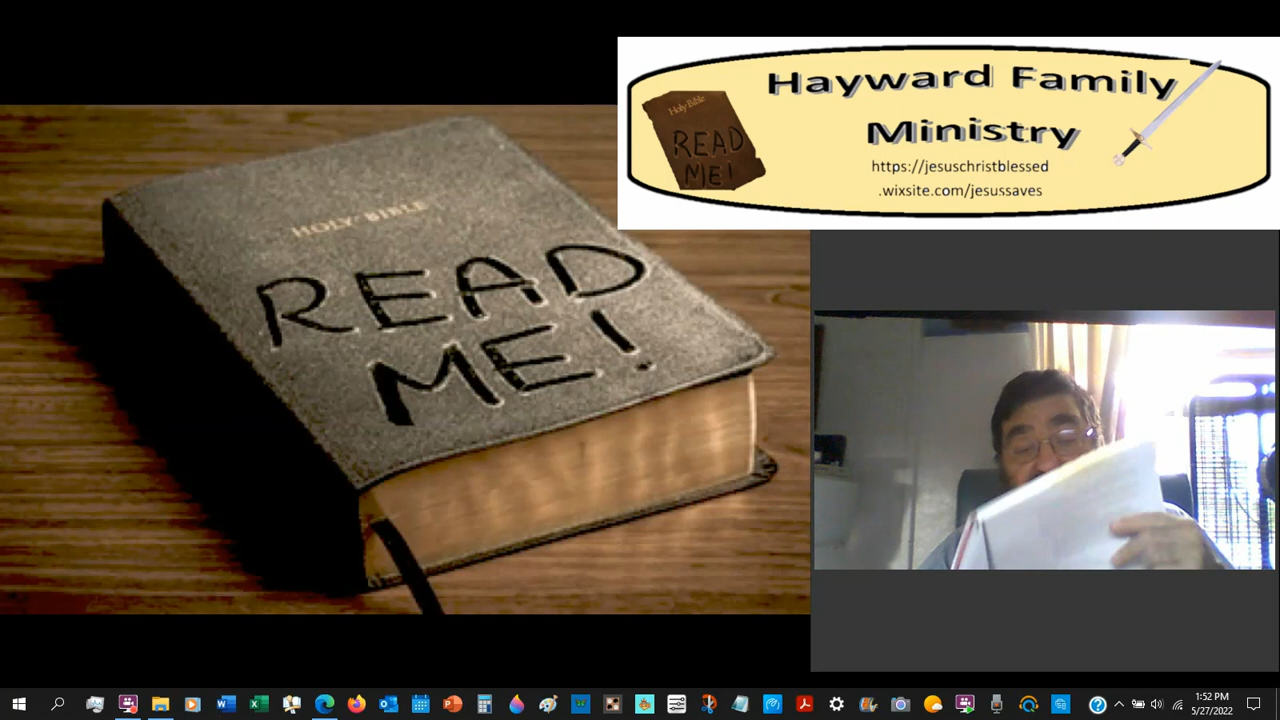 HOLY BIBLE
READ
ME!
Hayward Family
Ministry
https://jesuschristblessed
.wixsite.com/jesussaves
Holy Bible
READ
ME!
1:52 PM
5/27/2022